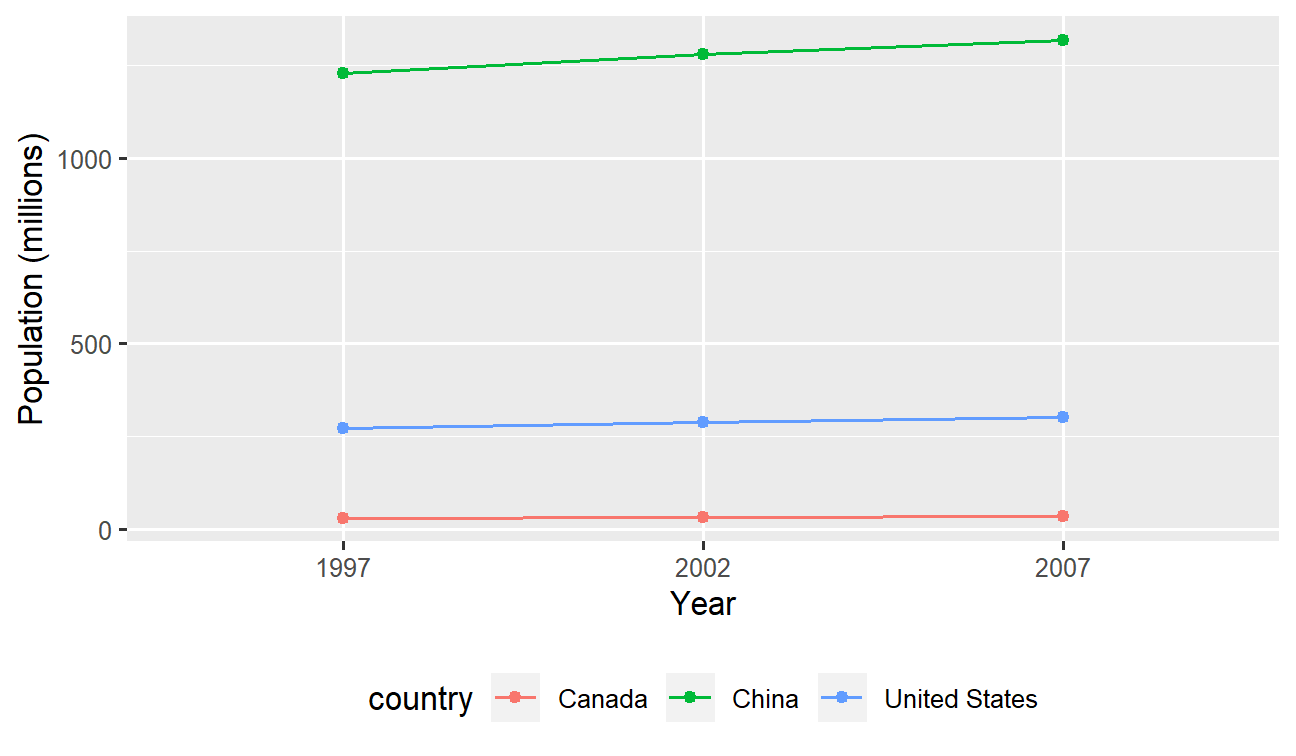 Population (millions)
1000
500
0
1997 2002 2007
Year
country Canada China United States